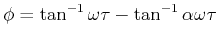 ϕ = tan⁻¹ ωτ − tan⁻¹ αωτ